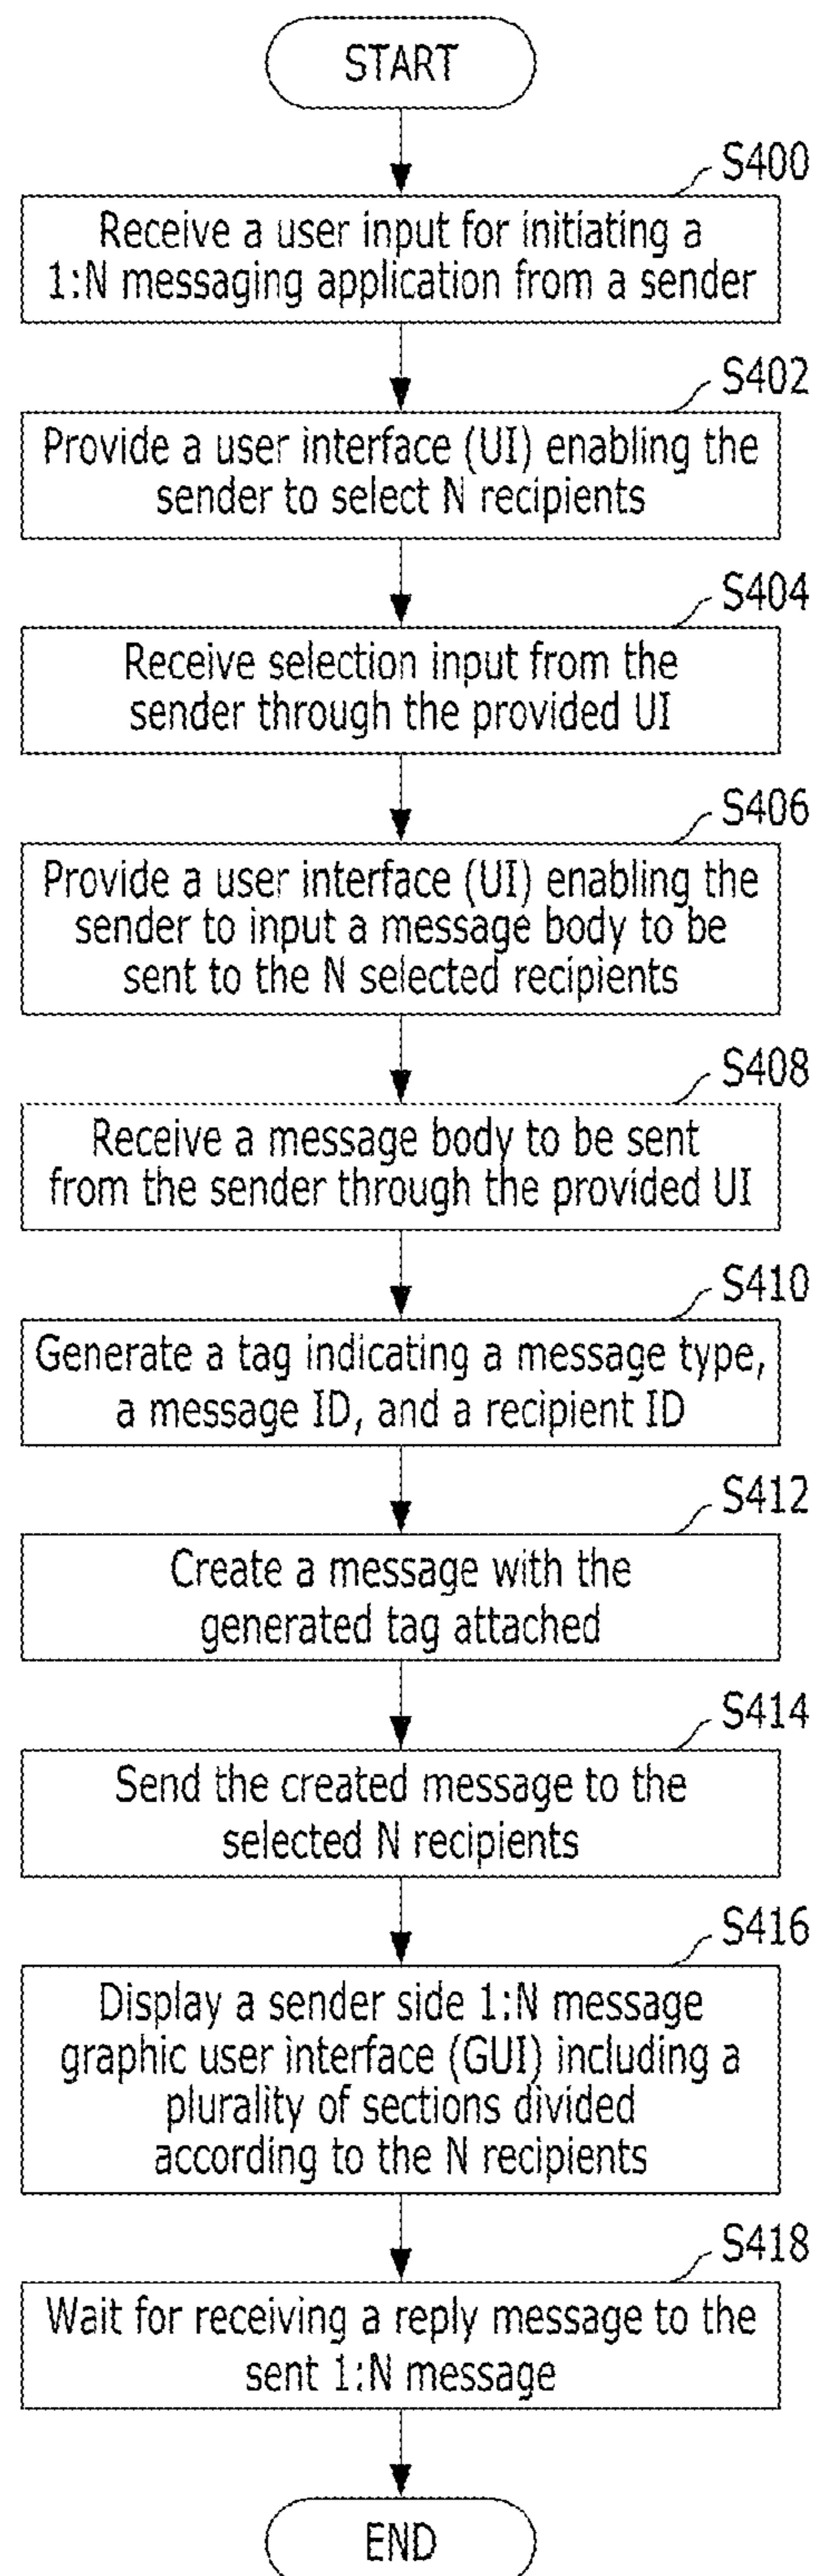 START
S400
Receive a user input for initiating a
1:N messaging application from a sender
S402
Provide a user interface (UI) enabling the
sender to select N recipients
S404
Receive selection input from the
sender through the provided UI
S406
Provide a user interface (UI) enabling the
sender to input a message body to be
sent to the N selected recipients
S408
Receive a message body to be sent
from the sender through the provided UI
S410
Generate a tag indicating a message type,
a message ID, and a recipient ID
S412
Create a message with the
generated tag attached
S414
Send the created message to the
selected N recipients
S416
Display a sender side 1:N message
graphic user interface (GUI) including a
plurality of sections divided
according to the N recipients
S418
Wait for receiving a reply message to the
sent 1:N message
END